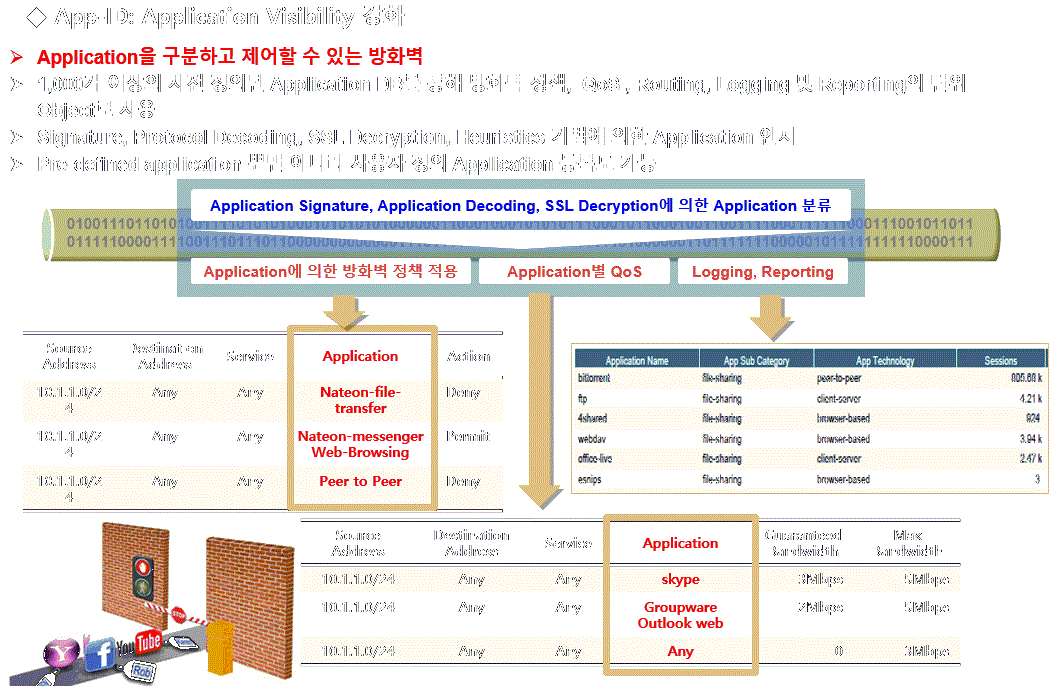 ◇ App-ID: Application Visibility 강화
➢ Application을 구분하고 제어할 수 있는 방화벽
➢ 1,000개 이상의 사전 정의된 Application DB를 통해 방화벽 정책, QoS, Routing, Logging 및 Reporting의 단위
Object로 사용
➢ Signature, Protocol Decoding, SSL Decryption, Heuristics 기법에 의한 Application 인지
➢ Pre-defined application 뿐만 아니라 사용자 정의 Application 등록도 가능
Application Signature, Application Decoding, SSL Decryption에 의한 Application 분류
Application에 의한 방화벽 정책 적용 Application별 QoS Logging, Reporting
Source Address Destination Address Service Application Action
10.1.1.0/24 Any Any Nateon-file-transfer Deny
10.1.1.0/24 Any Any Nateon-messenger Web-Browsing Permit
10.1.1.0/24 Any Any Peer to Peer Deny
Application Name App Sub Category App Technology Sessions
bittorrent file-sharing peer-to-peer 805.68 k
ftp file-sharing client-server 4.21 k
4shared file-sharing browser-based 924
webdav file-sharing browser-based 3.94 k
office-live file-sharing client-server 2.47 k
esnips file-sharing browser-based 3
Source Address Destination Address Service Application Guaranteed Bandwidth Max Bandwidth
10.1.1.0/24 Any Any skype 3Mbps 5Mbps
10.1.1.0/24 Any Any Groupware Outlook web 2Mbps 5Mbps
10.1.1.0/24 Any Any Any 0 3Mbps
STOP
Y f YouTube